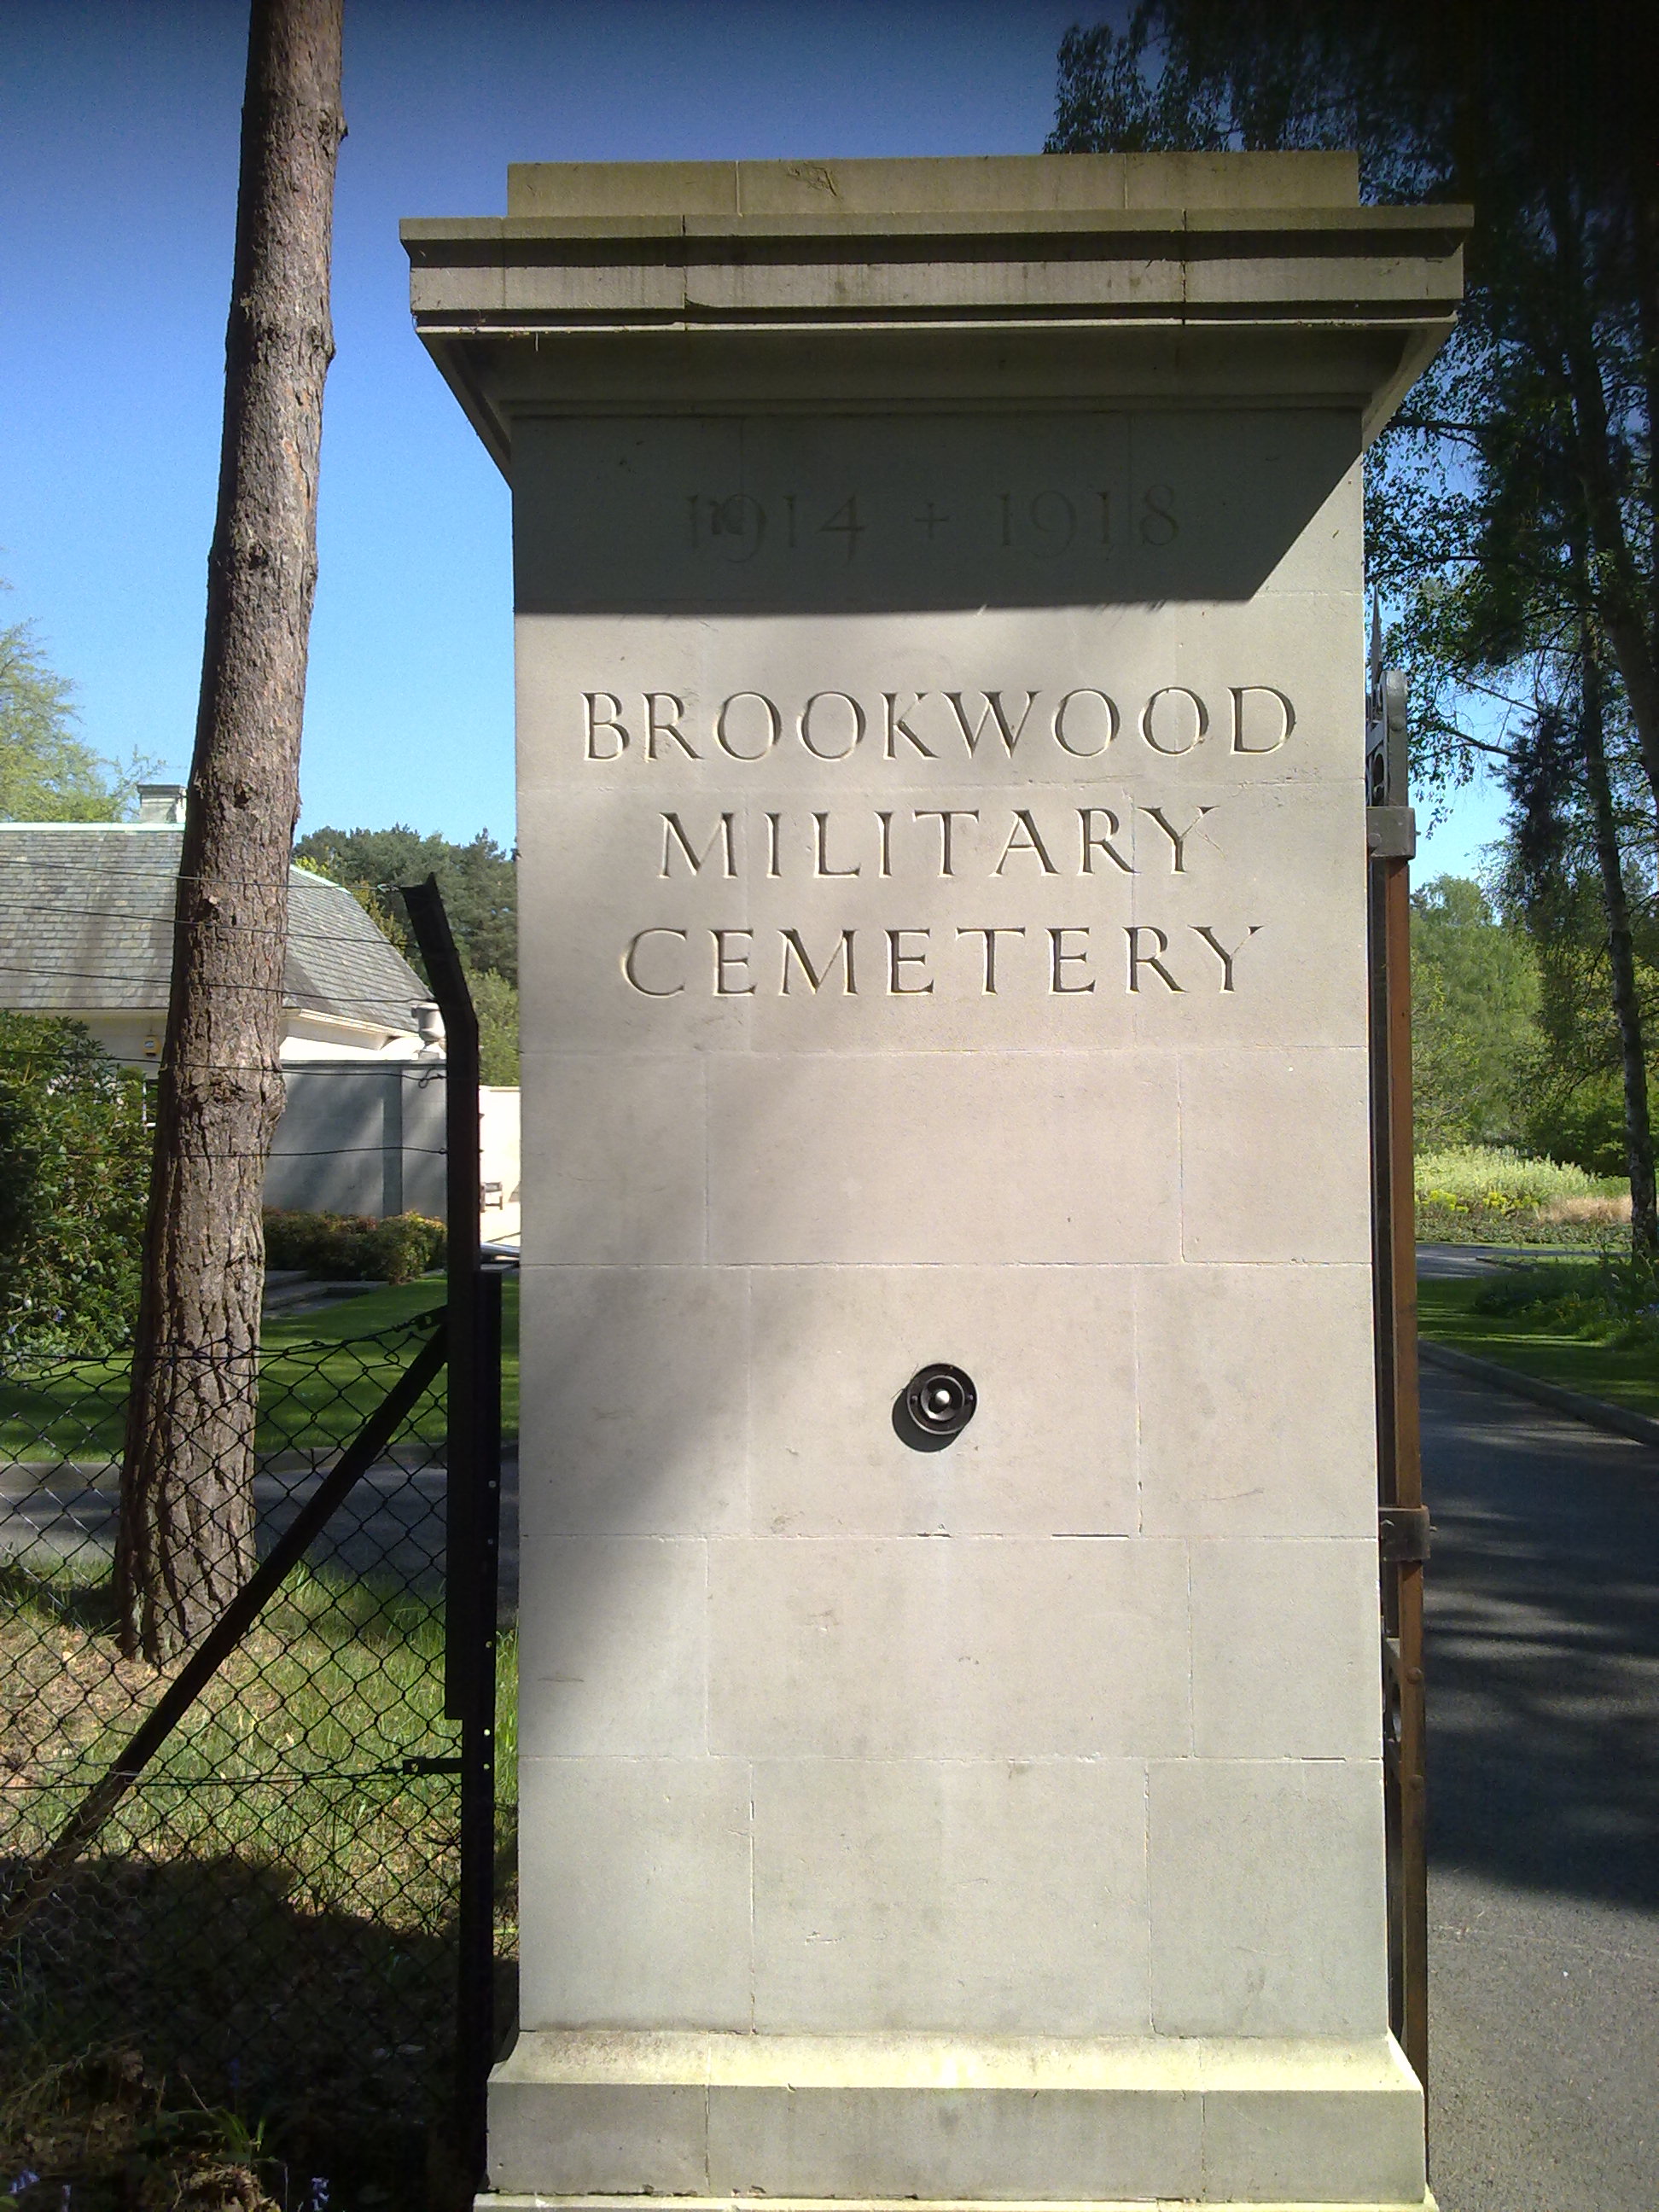 1914 + 1918
BROOKWOOD
MILITARY
CEMETERY